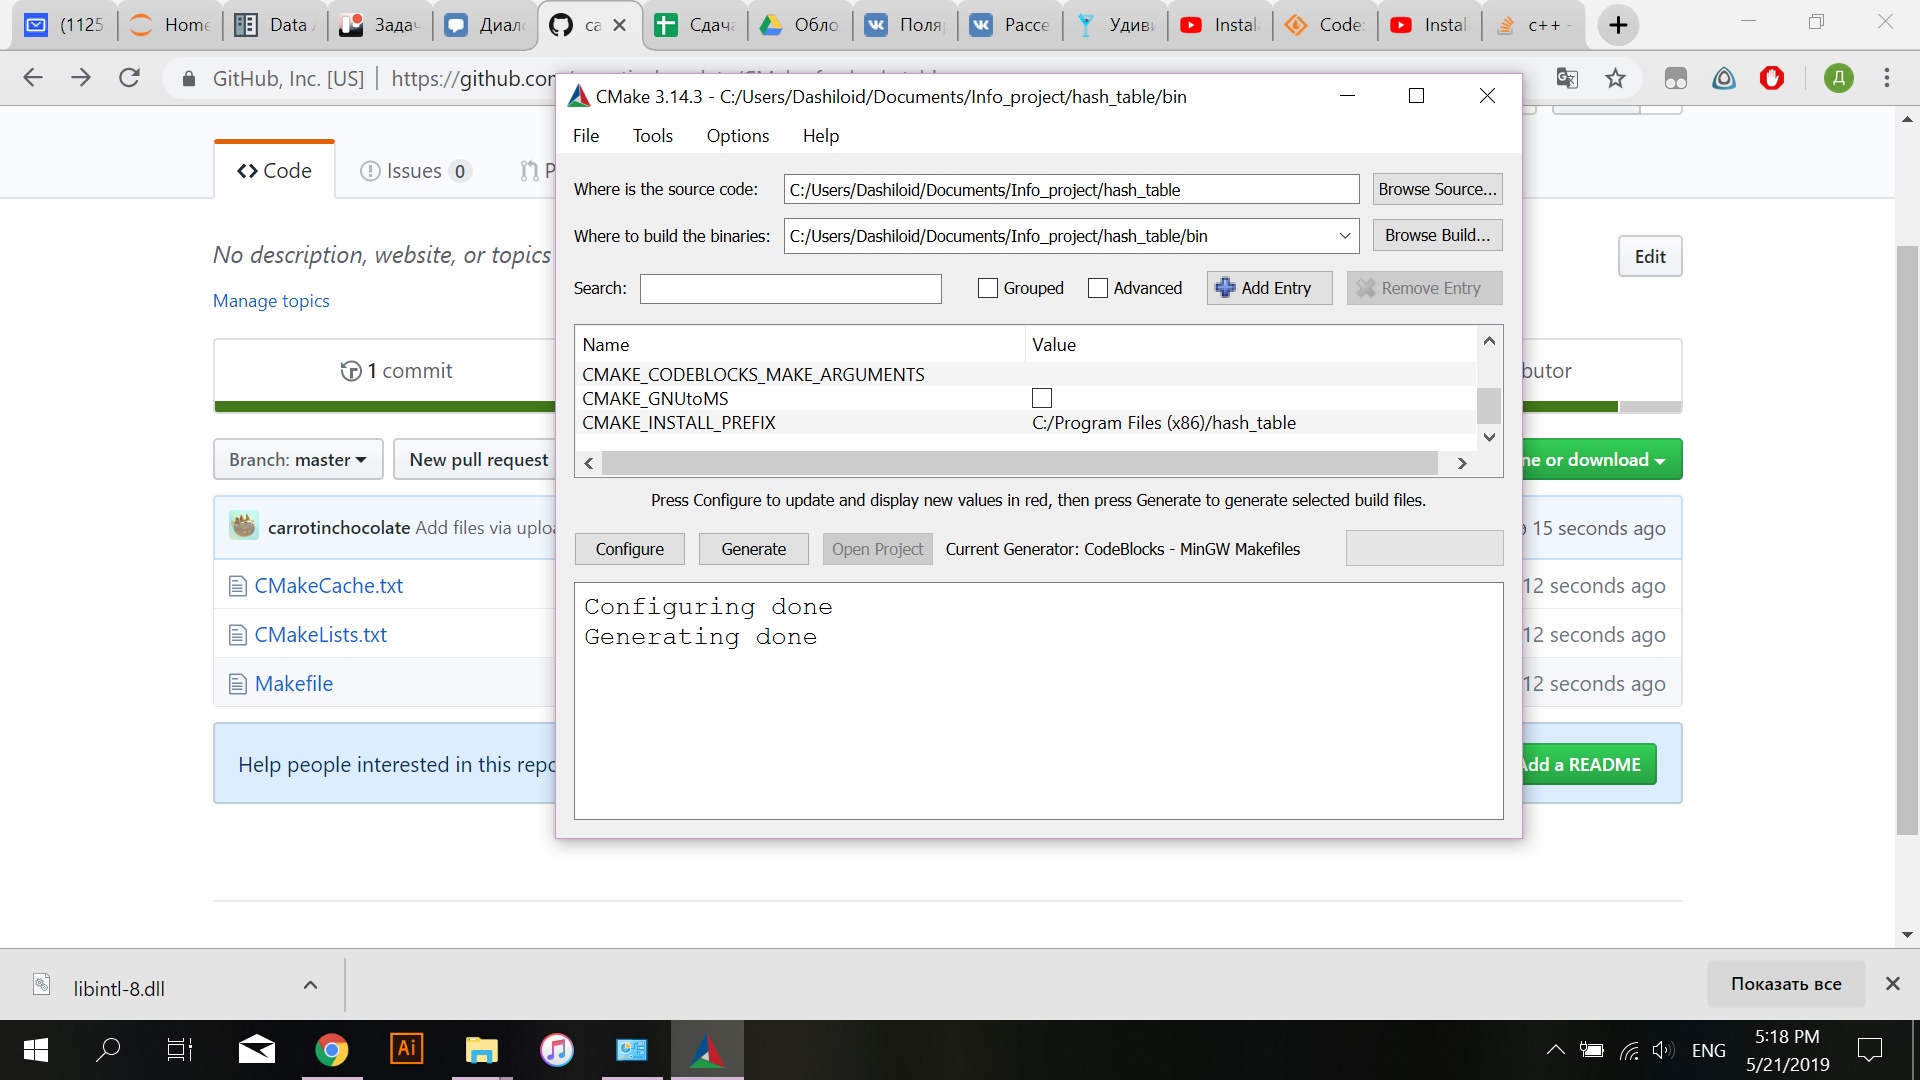 (1125
Home
Data
Задач
Диало
ca
Сдача
Обло
Поля
Рассе
Удиви
Instal
Code:
Instal
c++ -
GitHub, Inc. [US] | https://github.com
Д
CMake 3.14.3 - C:/Users/Dashiloid/Documents/Info_project/hash_table/bin
File Tools Options Help
<> Code Issues 0 P
Where is the source code: C:/Users/Dashiloid/Documents/Info_project/hash_table Browse Source...
Where to build the binaries: C:/Users/Dashiloid/Documents/Info_project/hash_table/bin Browse Build...
No description, website, or topics
Edit
Manage topics
Search: Grouped Advanced Add Entry Remove Entry
Name Value
CMAKE_CODEBLOCKS_MAKE_ARGUMENTS
CMAKE_GNUtoMS
CMAKE_INSTALL_PREFIX C:/Program Files (x86)/hash_table
1 commit
butor
Branch: master New pull request
ne or download
Press Configure to update and display new values in red, then press Generate to generate selected build files.
carrotinchocolate Add files via uploa
15 seconds ago
Configure Generate Open Project Current Generator: CodeBlocks - MinGW Makefiles
CMakeCache.txt 12 seconds ago
CMakeLists.txt 12 seconds ago
Makefile 12 seconds ago
Configuring done
Generating done
Help people interested in this repo
Add a README
libintl-8.dll
Показать все
Ai
ENG
5:18 PM
5/21/2019